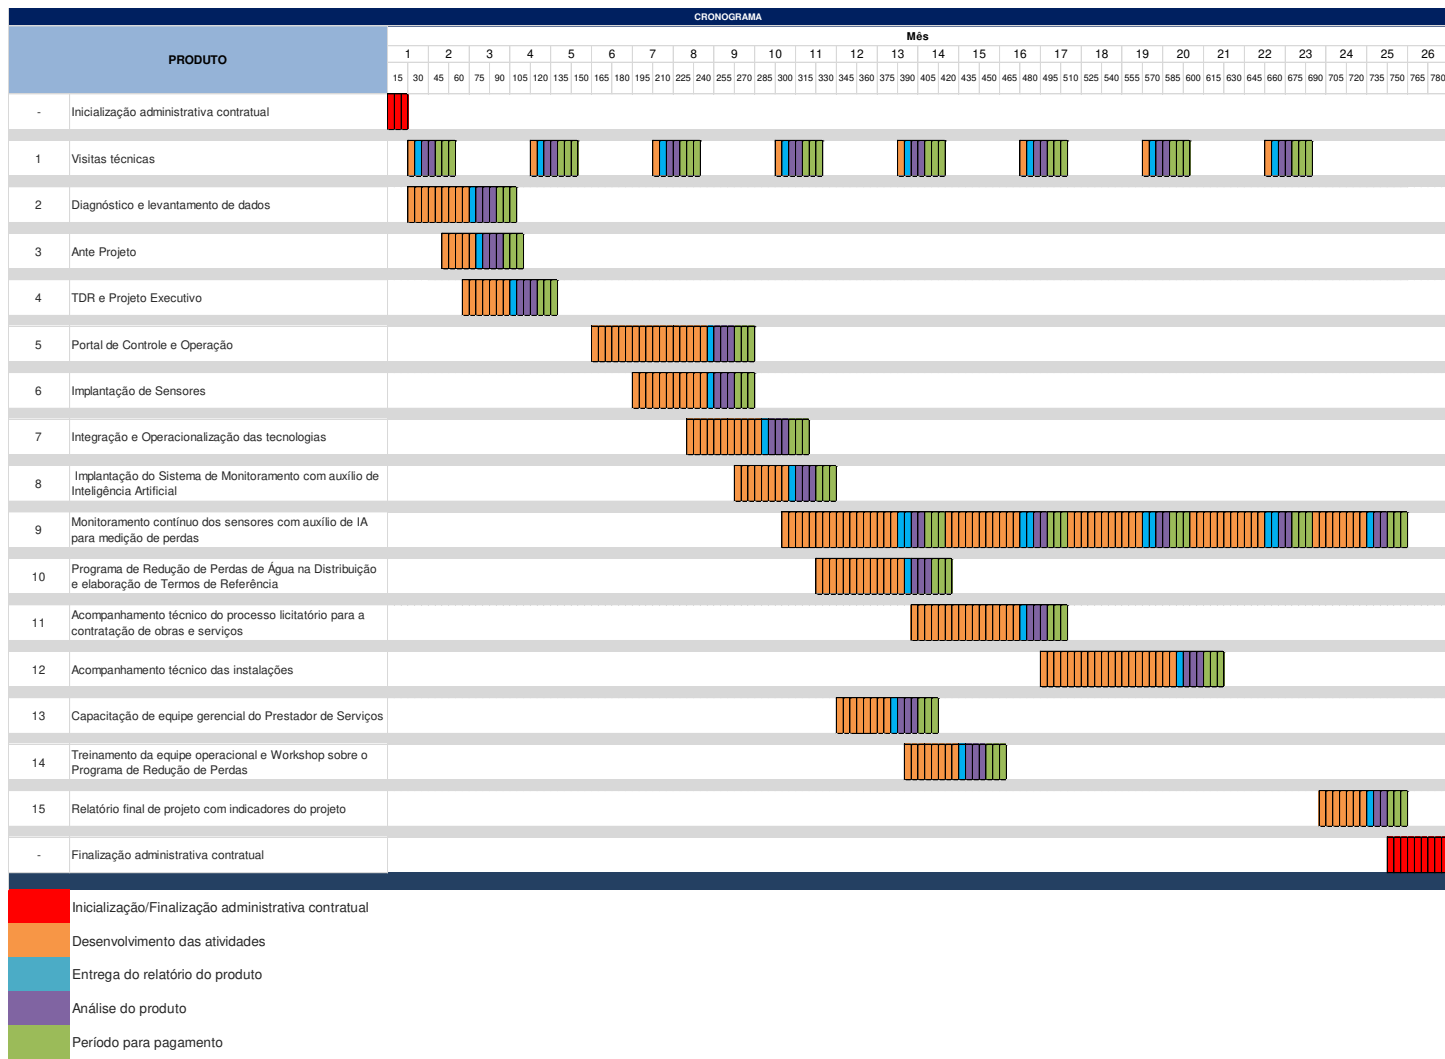 CRONOGRAMA
PRODUTO
Mês
1 2 3 4 5 6 7 8 9 10 11 12 13 14 15 16 17 18 19 20 21 22 23 24 25 26
15 30 45 60 75 90 105 120 135 150 165 180 195 210 225 240 255 270 285 300 315 330 345 360 375 390 405 420 435 450 465 480 495 510 525 540 555 570 585 600 615 630 645 660 675 690 705 720 735 750 765 780
- Inicialização administrativa contratual
1 Visitas técnicas
2 Diagnóstico e levantamento de dados
3 Ante Projeto
4 TDR e Projeto Executivo
5 Portal de Controle e Operação
6 Implantação de Sensores
7 Integração e Operacionalização das tecnologias
8 Implantação do Sistema de Monitoramento com auxílio de
Inteligência Artificial
9 Monitoramento contínuo dos sensores com auxílio de IA
para medição de perdas
10 Programa de Redução de Perdas de Água na Distribuição
e elaboração de Termos de Referência
11 Acompanhamento técnico do processo licitatório para a
contratação de obras e serviços
12 Acompanhamento técnico das instalações
13 Capacitação de equipe gerencial do Prestador de Serviços
14 Treinamento da equipe operacional e Workshop sobre o
Programa de Redução de Perdas
15 Relatório final de projeto com indicadores do projeto
- Finalização administrativa contratual
Inicialização/Finalização administrativa contratual
Desenvolvimento das atividades
Entrega do relatório do produto
Análise do produto
Período para pagamento